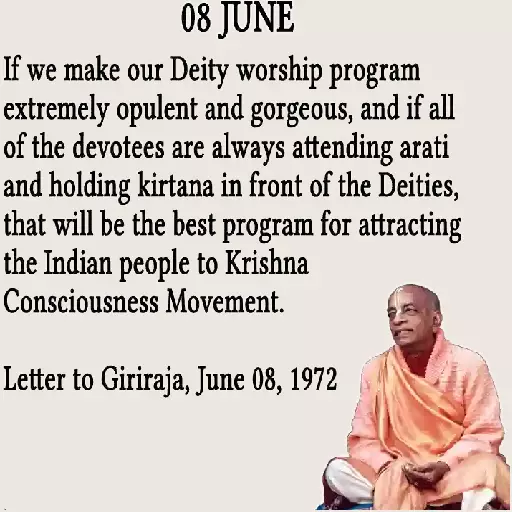 08 JUNE
If we make our Deity worship program
extremely opulent and gorgeous, and if all
of the devotees are always attending arati
and holding kirtana in front of the Deities,
that will be the best program for attracting
the Indian people to Krishna
Consciousness Movement.
Letter to Giriraja, June 08, 1972